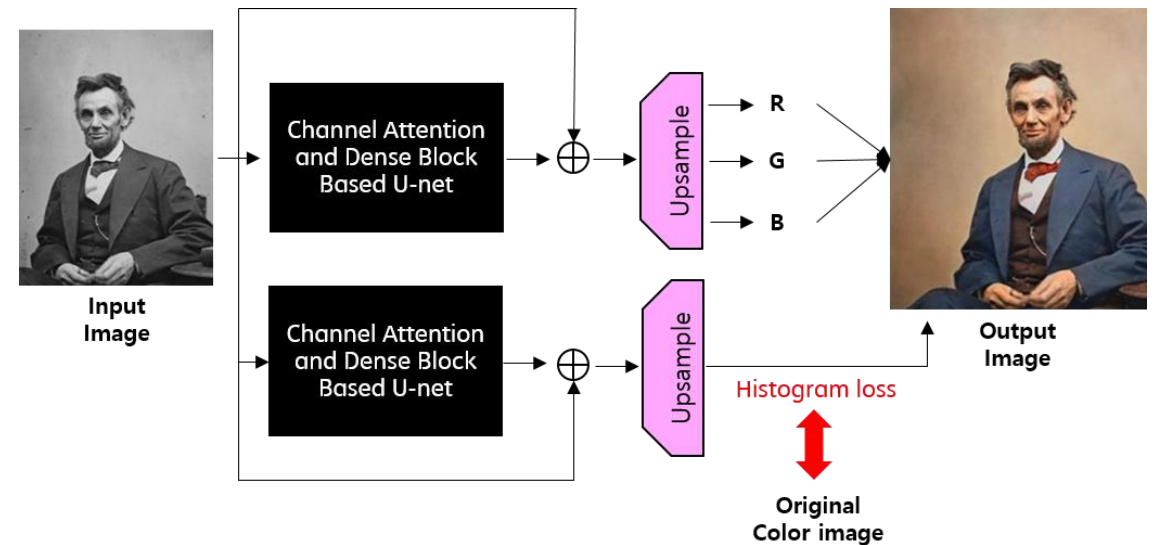 Input
Image
Channel Attention
and Dense Block
Based U-net
Upsample
R
G
B
Channel Attention
and Dense Block
Based U-net
Upsample
Histogram loss
Output
Image
Original
Color image